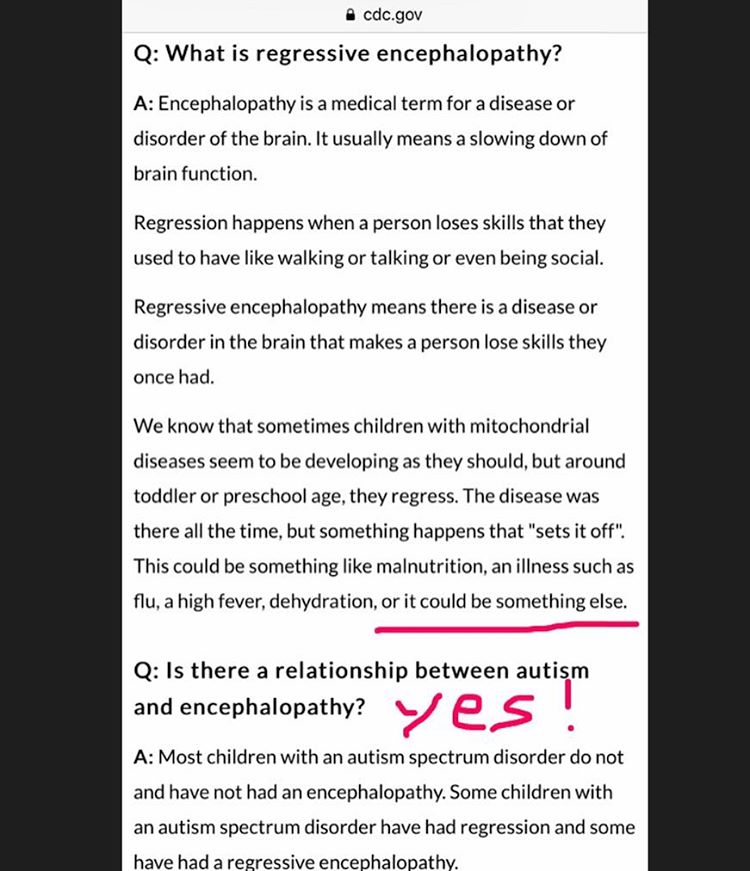 cdc.gov
Q: What is regressive encephalopathy?
A: Encephalopathy is a medical term for a disease or
disorder of the brain. It usually means a slowing down of
brain function.
Regression happens when a person loses skills that they
used to have like walking or talking or even being social.
Regressive encephalopathy means there is a disease or
disorder in the brain that makes a person lose skills they
once had.
We know that sometimes children with mitochondrial
diseases seem to be developing as they should, but around
toddler or preschool age, they regress. The disease was
there all the time, but something happens that "sets it off".
This could be something like malnutrition, an illness such as
flu, a high fever, dehydration, or it could be something else.
Q: Is there a relationship between autism
and encephalopathy? yes!
A: Most children with an autism spectrum disorder do not
and have not had an encephalopathy. Some children with
an autism spectrum disorder have had regression and some
have had a regressive encephalopathy.